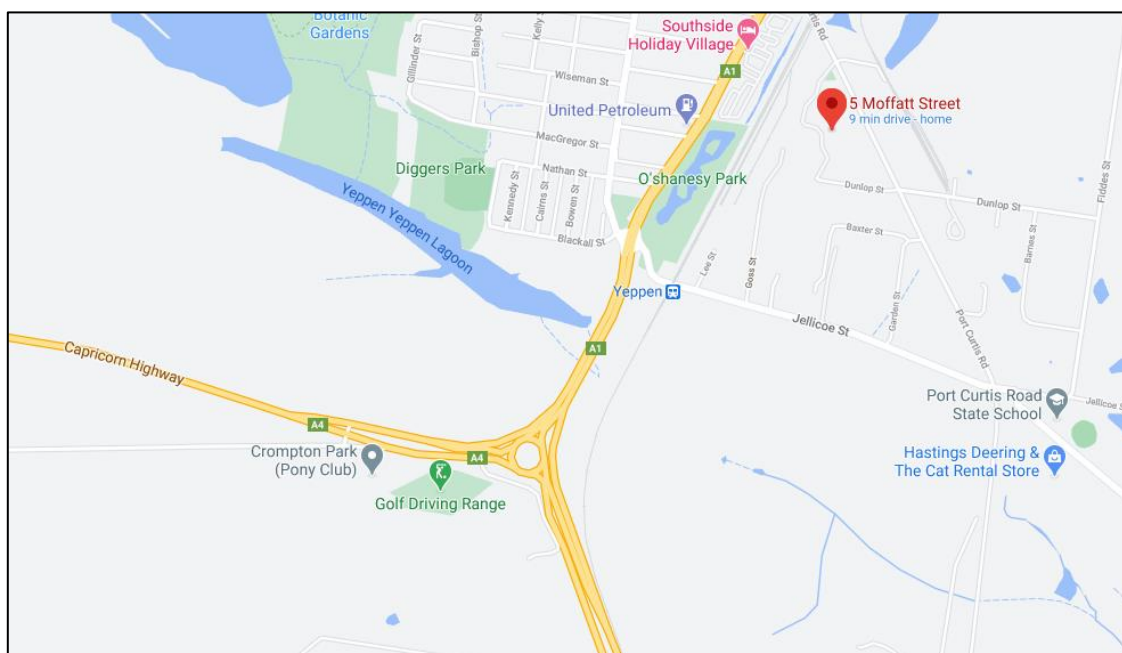 Botanic
Gardens
Gillinder St
Bishop St
Kelly St
Wiseman St
Southside
Holiday Village
A1
United Petroleum
Curtis Rd
5 Moffatt Street
9 min drive - home
MacGregor St
Diggers Park
Nathan St
O'shanesy Park
Kennedy St
Cairns St
Bowen St
Blackall St
Dunlop St
Dunlop St
Fiddes St
Baxter St
Barnes St
Yeppen Yeppen
Lagoon
Lee St
Goss St
Garden St
Yeppen
Jellicoe St
Port Curtis Rd
A1
Capricorn Highway
A4
A4
Crompton Park
(Pony Club)
Golf Driving Range
Port Curtis Road
State School
Jellicoe S
Hastings Deering &
The Cat Rental Store